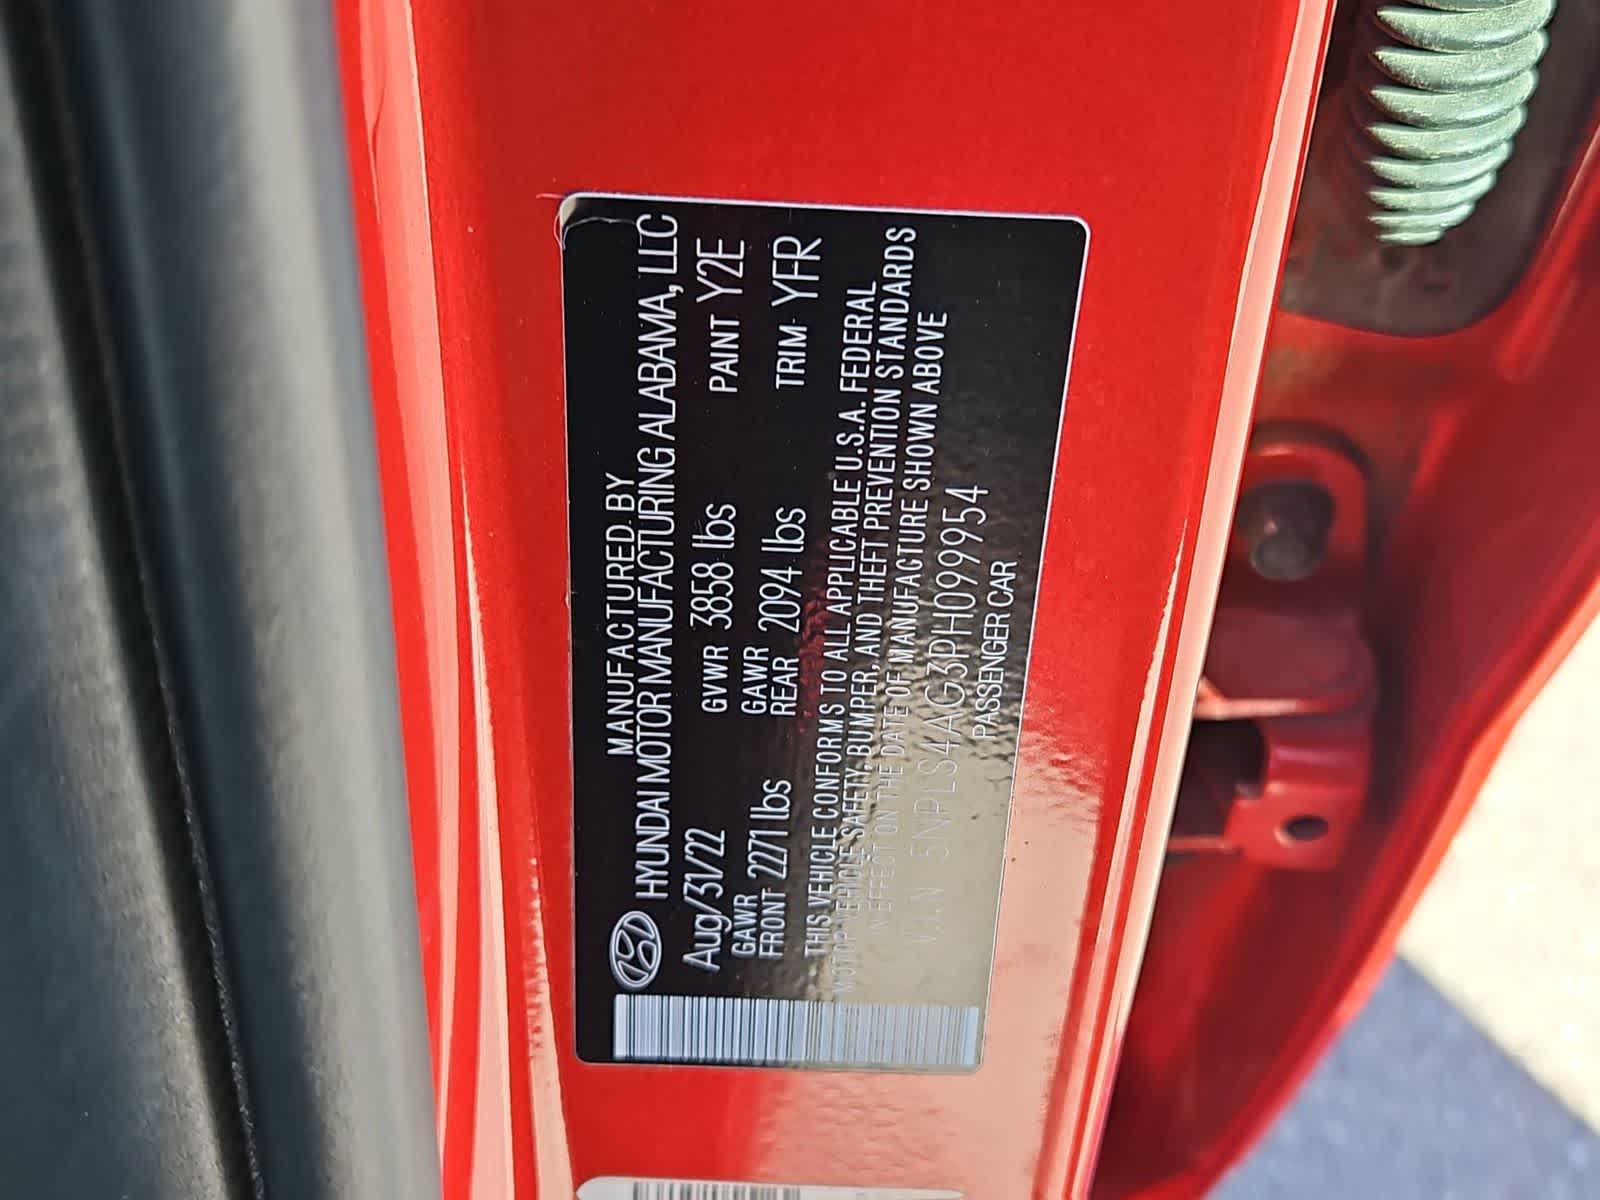 MANUFACTURED BY
HYUNDAI MOTOR MANUFACTURING ALABAMA, LLC
Aug/31/22 GVWR 3858 lbs PAINT Y2E
GAWR FRONT 2271 lbs GAWR REAR 2094 lbs TRIM YFR
THIS VEHICLE CONFORMS TO ALL APPLICABLE U.S.A. FEDERAL
MOTOR VEHICLE SAFETY, BUMPER, AND THEFT PREVENTION STANDARDS
IN EFFECT ON THE DATE OF MANUFACTURE SHOWN ABOVE
V.I.N 5NPLS4AG3PH099954
PASSENGER CAR